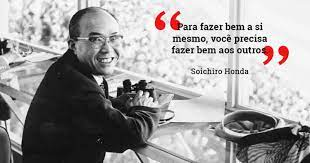 “Para fazer bem a si
mesmo, você precisa
fazer bem aos outros”
Soichiro Honda